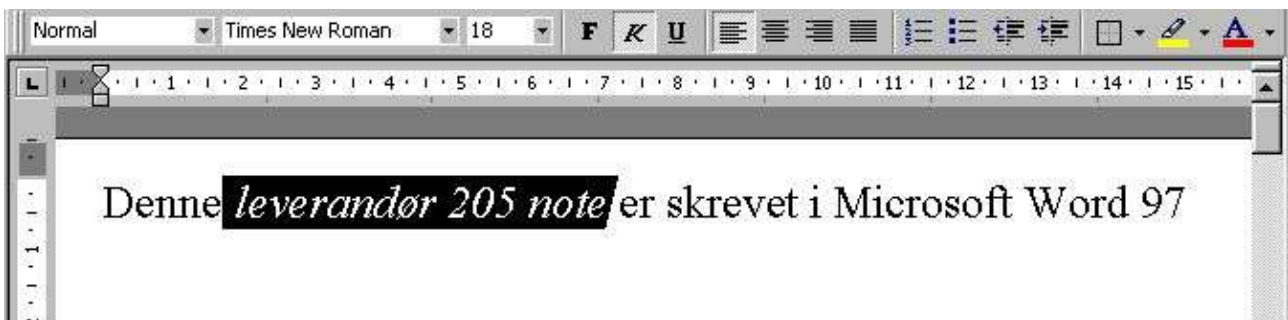 Normal Times New Roman 18 F K U
1 2 3 4 5 6 7 8 9 10 11 12 13 14 15
Denne leverandør 205 note er skrevet i Microsoft Word 97
1